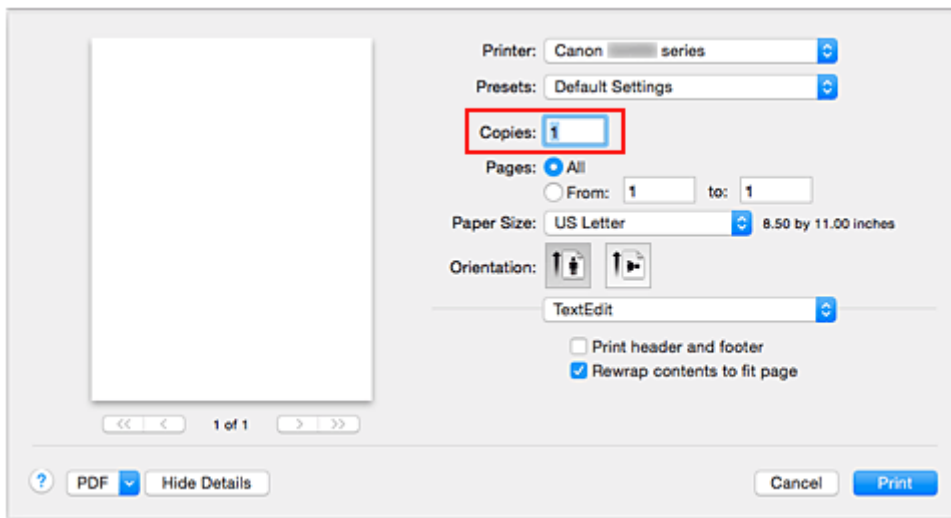 Printer: Canon series
Presets: Default Settings
Copies: 1
Pages: All
From: 1 to: 1
Paper Size: US Letter 8.50 by 11.00 inches
Orientation:
TextEdit
Print header and footer
Rewrap contents to fit page
<< < 1 of 1 > >>
? PDF Hide Details Cancel Print